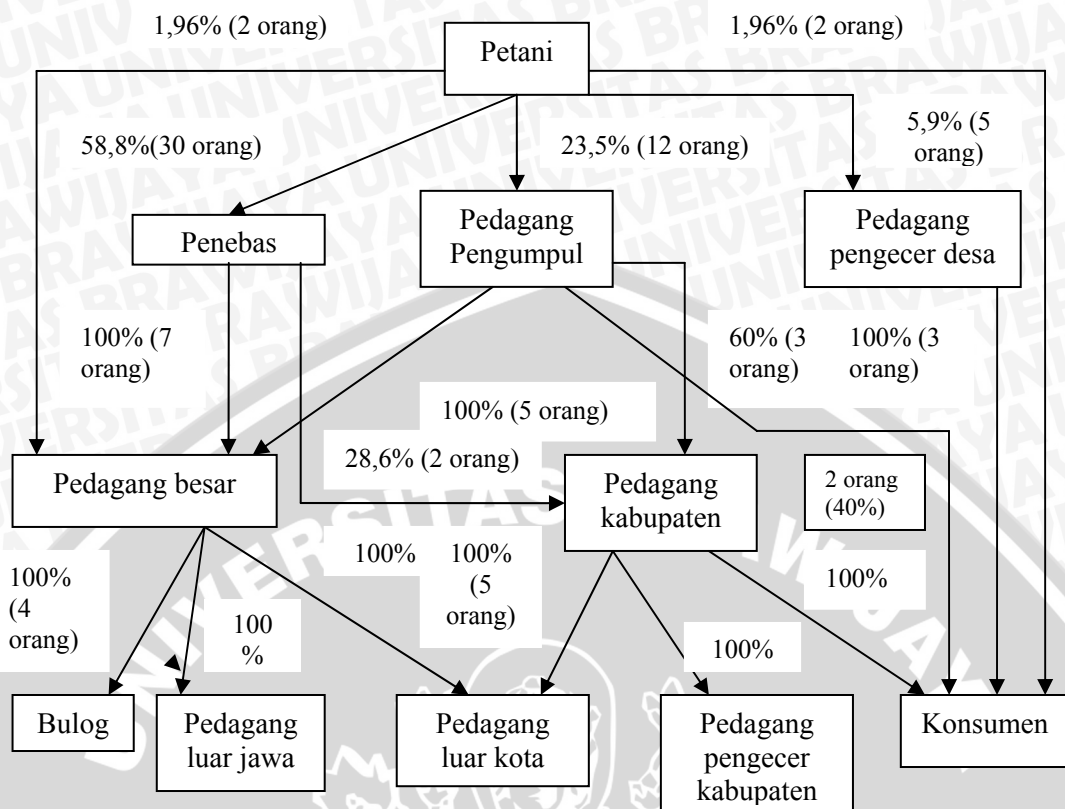 1,96% (2 orang)
1,96% (2 orang)
Petani
58,8%(30 orang)
23,5% (12 orang)
5,9% (5
orang)
Penebas
Pedagang
Pengumpul
Pedagang
pengecer desa
100% (7
orang)
60% (3
orang)
100% (3
orang)
100% (5 orang)
28,6% (2 orang)
Pedagang besar
Pedagang
kabupaten
2 orang
(40%)
100%
(4
orang)
100
%
100%
100%
(5
orang)
100%
100%
Bulog
Pedagang
luar jawa
Pedagang
luar kota
Pedagang
pengecer
kabupaten
Konsumen
UNIVERSITAS BRAWIJAYA